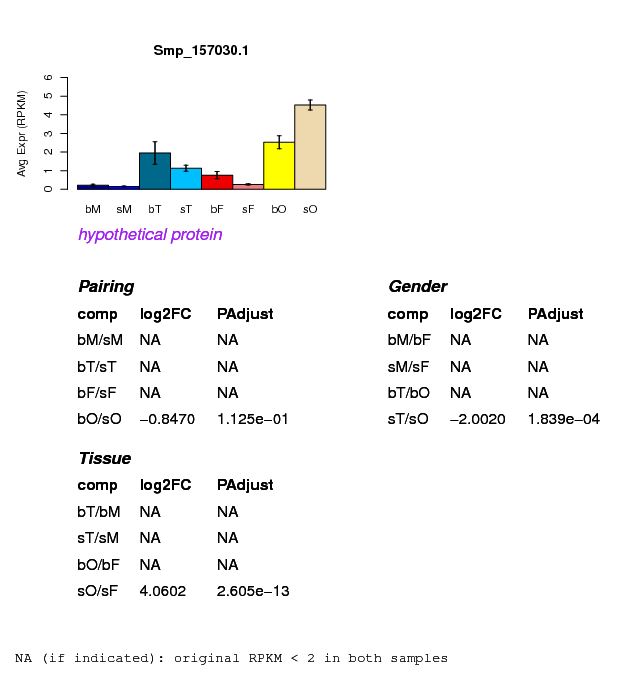 Smp_157030.1
Avg Expr (RPKM)
0 1 2 3 4 5 6
bM sM bT sT bF sF bO sO
hypothetical protein
Pairing
comp log2FC PAdjust
bM/sM NA NA
bT/sT NA NA
bF/sF NA NA
bO/sO −0.8470 1.125e−01
Gender
comp log2FC PAdjust
bM/bF NA NA
sM/sF NA NA
bT/bO NA NA
sT/sO −2.0020 1.839e−04
Tissue
comp log2FC PAdjust
bT/bM NA NA
sT/sM NA NA
bO/bF NA NA
sO/sF 4.0602 2.605e−13
NA (if indicated): original RPKM < 2 in both samples